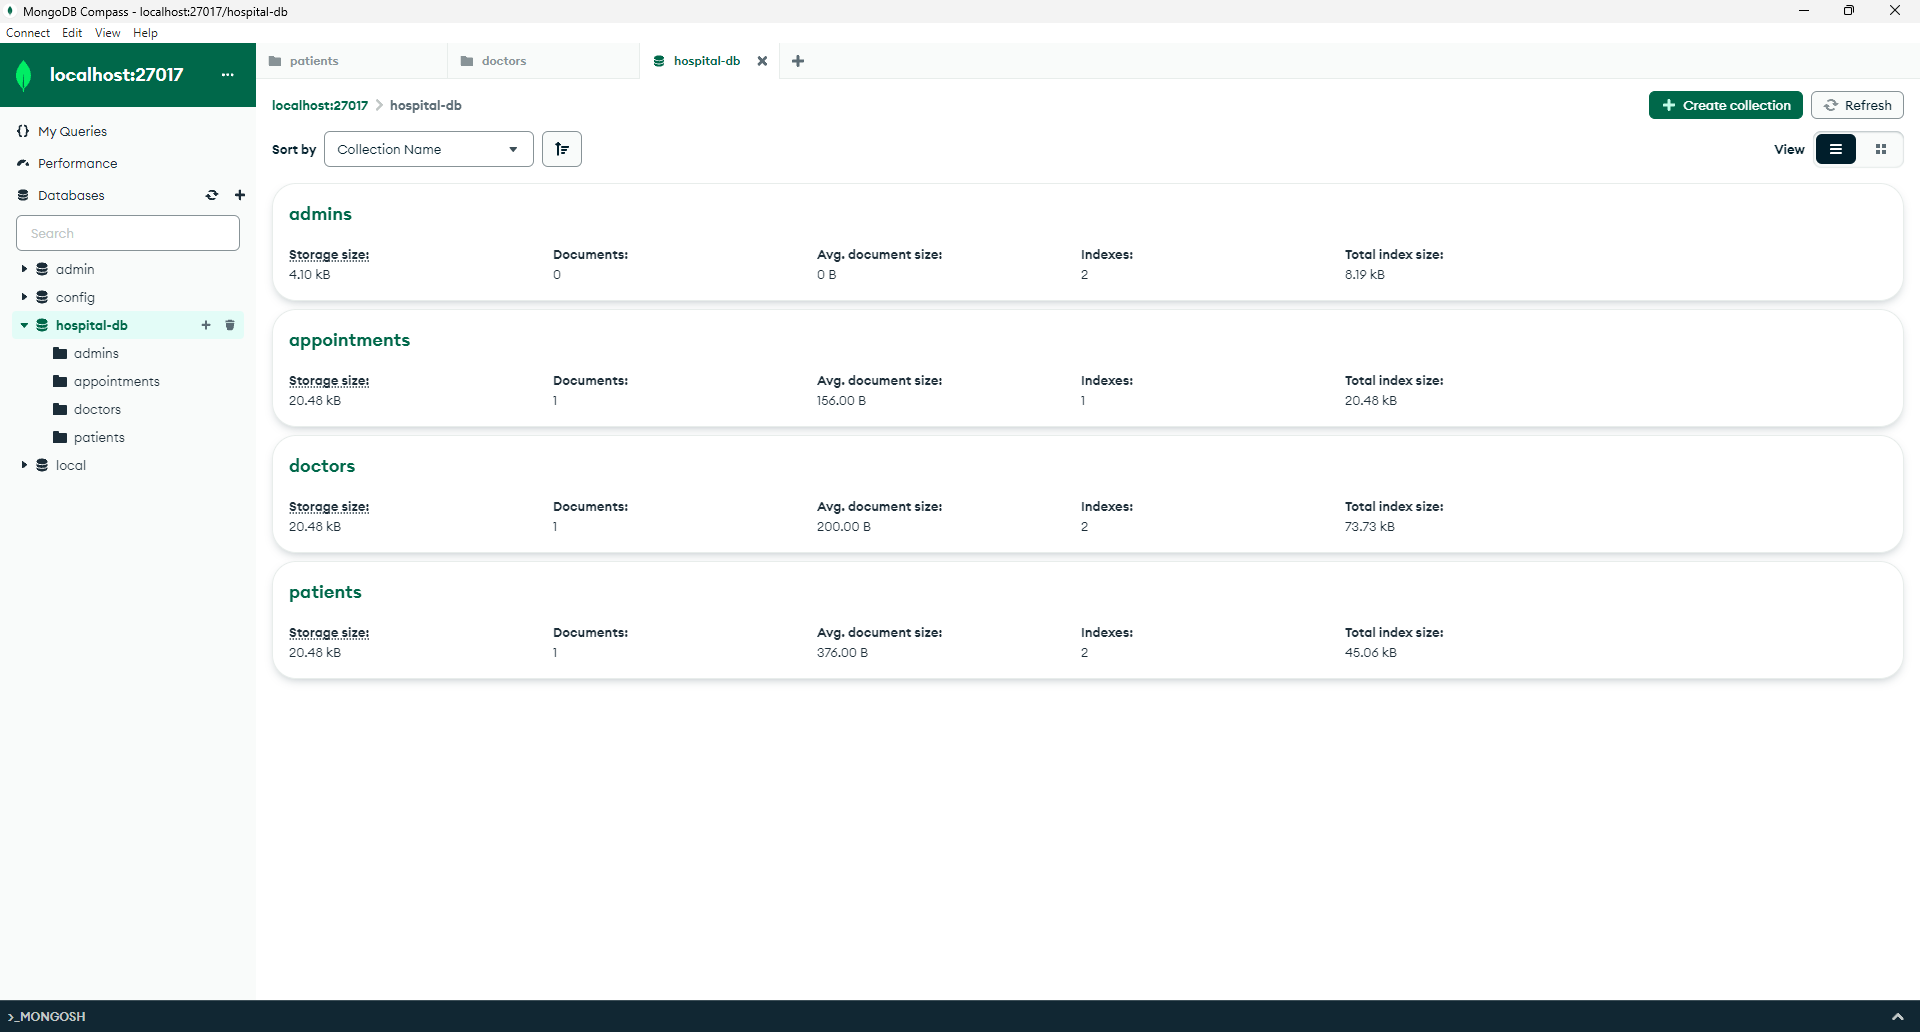 MongoDB Compass - localhost:27017/hospital-db
Connect Edit View Help
localhost:27017 ...
My Queries
Performance
Databases
Search
admin
config
hospital-db
admins
appointments
doctors
patients
local
patients doctors hospital-db
localhost:27017 > hospital-db
Create collection Refresh
Sort by Collection Name
View
admins
Storage size: Documents: Avg. document size: Indexes: Total index size:
4.10 kB 0 0 B 2 8.19 kB
appointments
Storage size: Documents: Avg. document size: Indexes: Total index size:
20.48 kB 1 156.00 B 1 20.48 kB
doctors
Storage size: Documents: Avg. document size: Indexes: Total index size:
20.48 kB 1 200.00 B 2 73.73 kB
patients
Storage size: Documents: Avg. document size: Indexes: Total index size:
20.48 kB 1 376.00 B 2 45.06 kB
>_MONGOSH